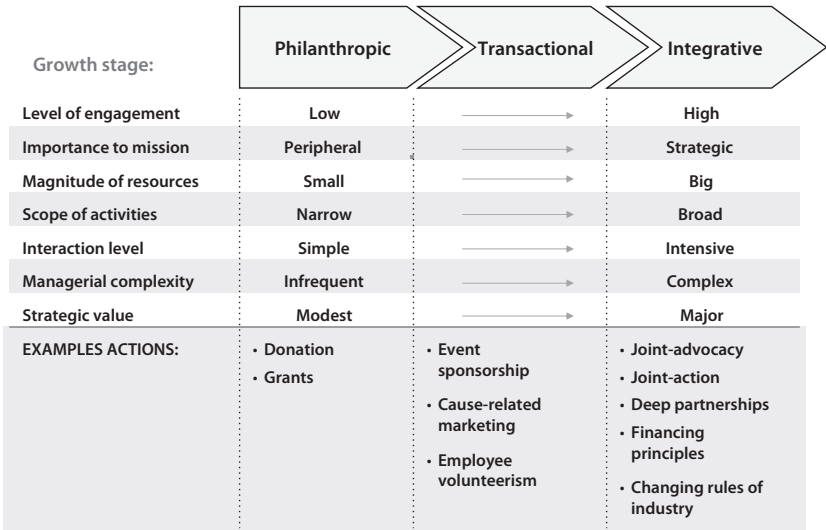 Growth stage:
Philanthropic
Transactional
Integrative
Level of engagement Low High
Importance to mission Peripheral Strategic
Magnitude of resources Small Big
Scope of activities Narrow Broad
Interaction level Simple Intensive
Managerial complexity Infrequent Complex
Strategic value Modest Major
EXAMPLES ACTIONS:
• Donation
• Grants
• Event
sponsorship
• Cause-related
marketing
• Employee
volunteerism
• Joint-advocacy
• Joint-action
• Deep partnerships
• Financing
principles
• Changing rules of
industry